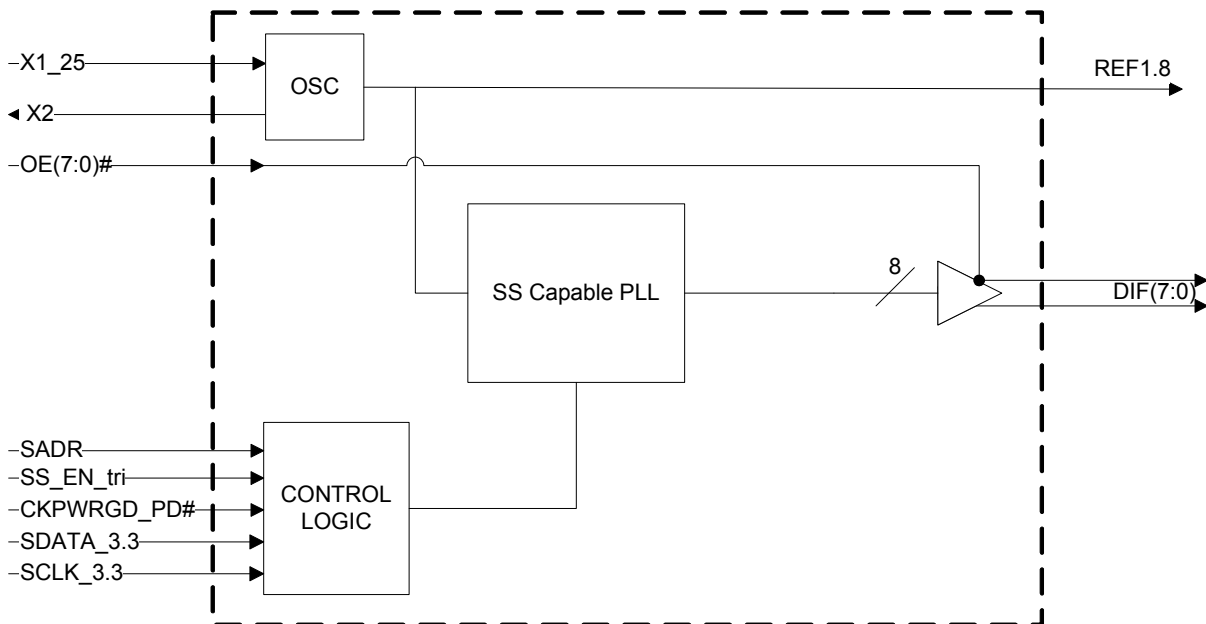 X1_25
OSC
REF1.8
X2
OE(7:0)#
8
SS Capable PLL
DIF(7:0)
SADR
SS_EN_tri
CKPWRGD_PD#
SDATA_3.3
SCLK_3.3
CONTROL
LOGIC